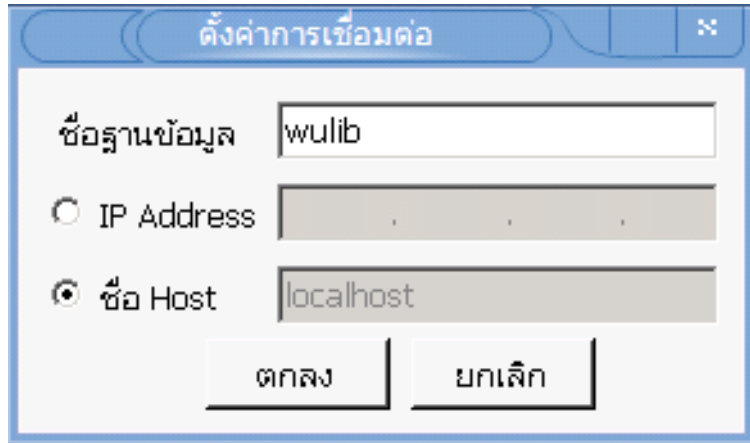 ตั้งค่าการเชื่อมต่อ
ชื่อฐานข้อมูล wulib
IP Address . . .
ชื่อ Host localhost
ตกลง ยกเลิก